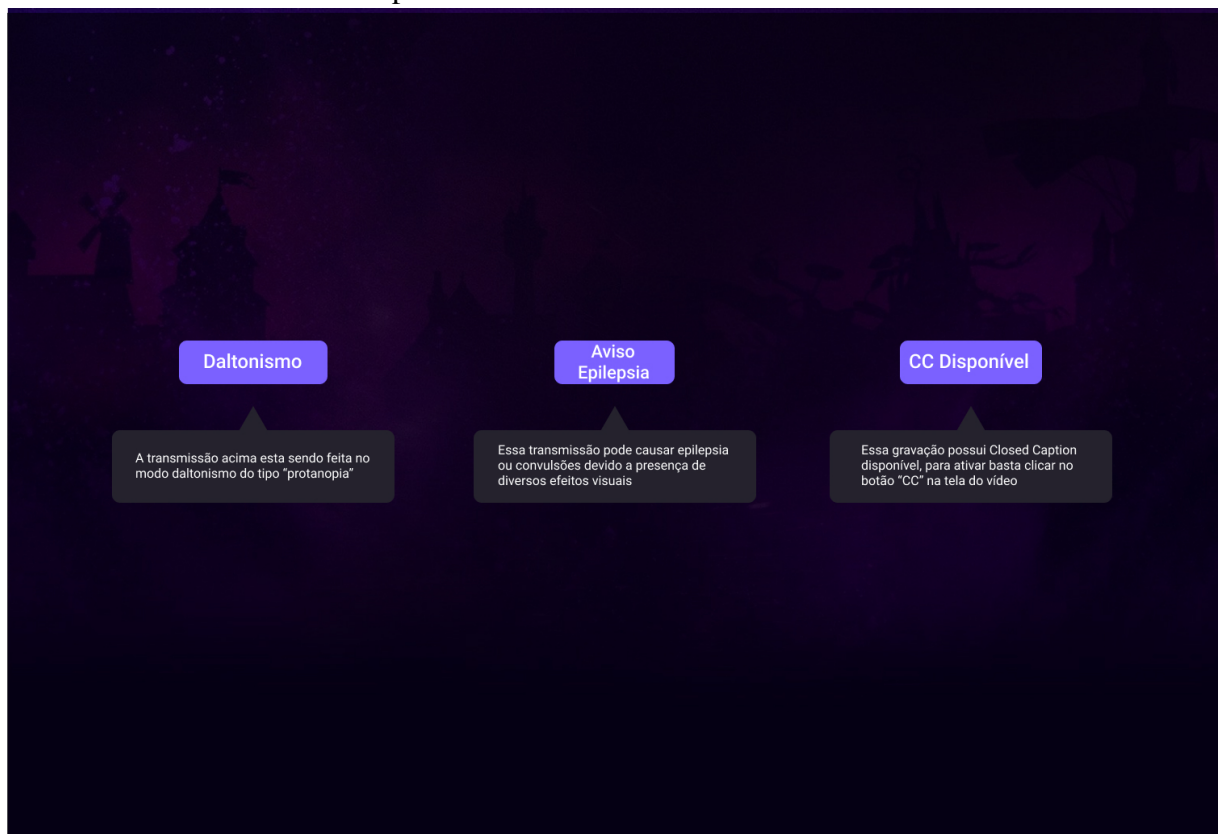 Daltonismo
Aviso
Epilepsia
CC Disponível
A transmissão acima esta sendo feita no
modo daltonismo do tipo “protanopia”
Essa transmissão pode causar epilepsia
ou convulsões devido a presença de
diversos efeitos visuais
Essa gravação possui Closed Caption
disponível, para ativar basta clicar no
botão “CC” na tela do vídeo